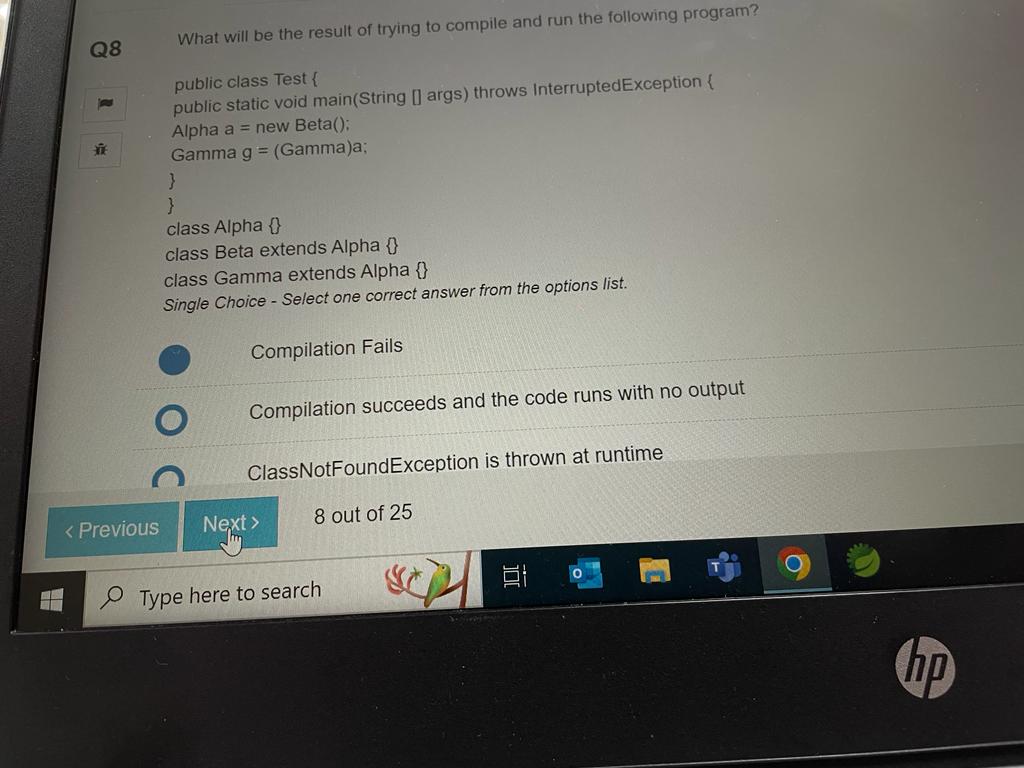 What will be the result of trying to compile and run the following program?
Q8
public class Test {
public static void main(String [] args) throws InterruptedException {
Alpha a = new Beta();
Gamma g = (Gamma)a;
}
}
class Alpha {}
class Beta extends Alpha {}
class Gamma extends Alpha {}
Single Choice - Select one correct answer from the options list.
Compilation Fails
Compilation succeeds and the code runs with no output
ClassNotFoundException is thrown at runtime
< Previous
Next >
8 out of 25
Type here to search
hp